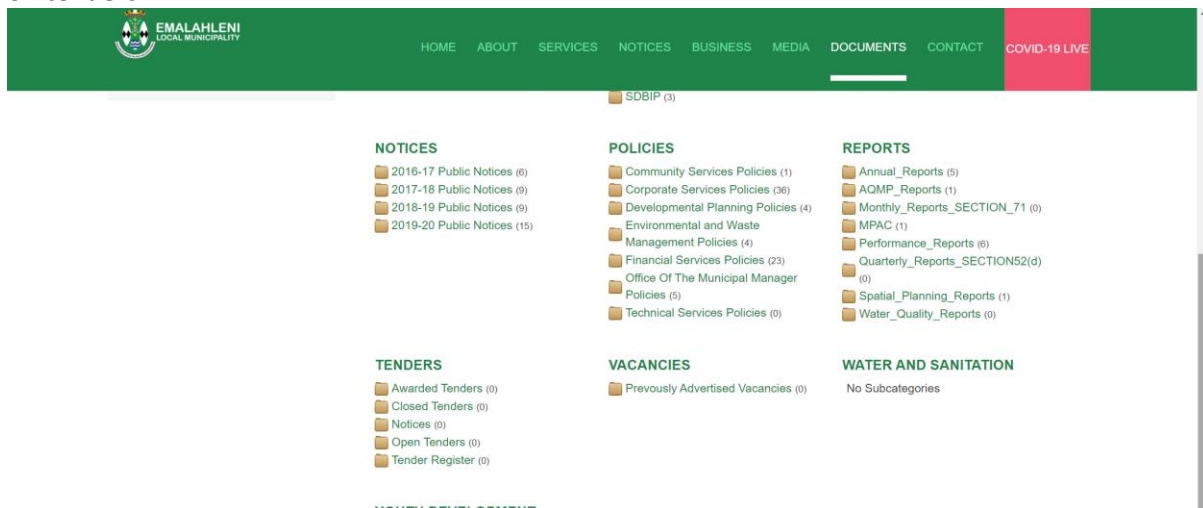 EMALAHLENI
LOCAL MUNICIPALITY
HOME ABOUT SERVICES NOTICES BUSINESS MEDIA DOCUMENTS CONTACT COVID-19 LIVE
SDBIP (3)
NOTICES
2016-17 Public Notices (6)
2017-18 Public Notices (9)
2018-19 Public Notices (9)
2019-20 Public Notices (15)
POLICIES
Community Services Policies (1)
Corporate Services Policies (36)
Developmental Planning Policies (4)
Environmental and Waste
Management Policies (4)
Financial Services Policies (23)
Office Of The Municipal Manager
Policies (5)
Technical Services Policies (0)
REPORTS
Annual_Reports (5)
AQMP_Reports (1)
Monthly_Reports_SECTION_71 (0)
MPAC (1)
Performance_Reports (6)
Quarterly_Reports_SECTION52(d)
(0)
Spatial_Planning_Reports (1)
Water_Quality_Reports (0)
TENDERS
Awarded Tenders (0)
Closed Tenders (0)
Notices (0)
Open Tenders (0)
Tender Register (0)
VACANCIES
Prevously Advertised Vacancies (0)
WATER AND SANITATION
No Subcategories